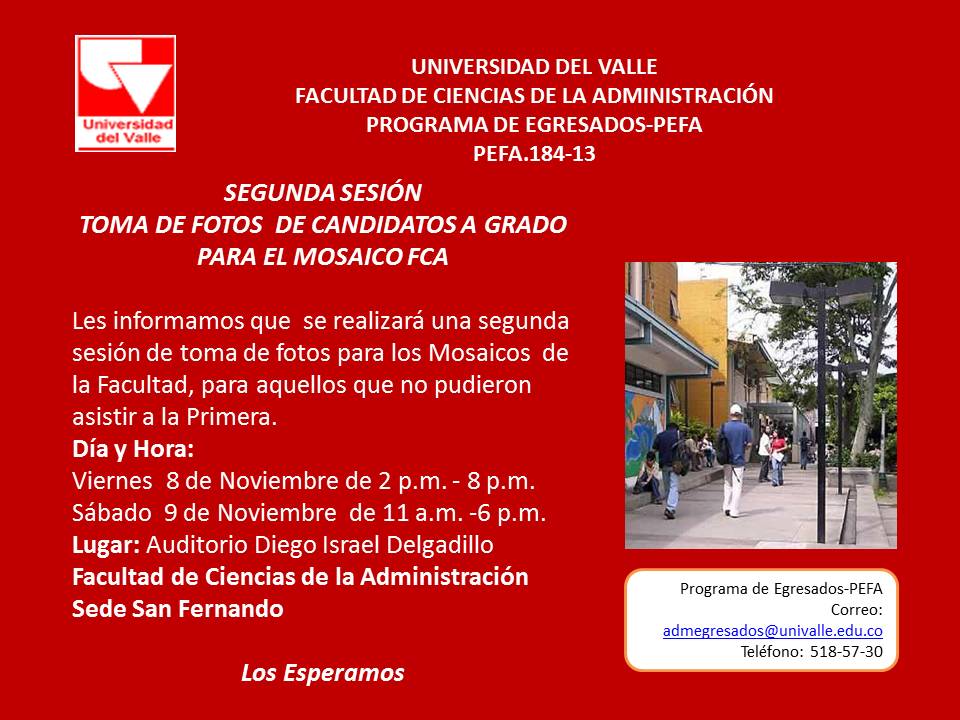 Universidad
del Valle
UNIVERSIDAD DEL VALLE
FACULTAD DE CIENCIAS DE LA ADMINISTRACIÓN
PROGRAMA DE EGRESADOS-PEFA
PEFA.184-13
SEGUNDA SESIÓN
TOMA DE FOTOS DE CANDIDATOS A GRADO
PARA EL MOSAICO FCA
Les informamos que se realizará una segunda
sesión de toma de fotos para los Mosaicos de
la Facultad, para aquellos que no pudieron
asistir a la Primera.
Día y Hora:
Viernes 8 de Noviembre de 2 p.m. - 8 p.m.
Sábado 9 de Noviembre de 11 a.m. -6 p.m.
Lugar: Auditorio Diego Israel Delgadillo
Facultad de Ciencias de la Administración
Sede San Fernando
Los Esperamos
Programa de Egresados-PEFA
Correo:
admegresados@univalle.edu.co
Teléfono: 518-57-30